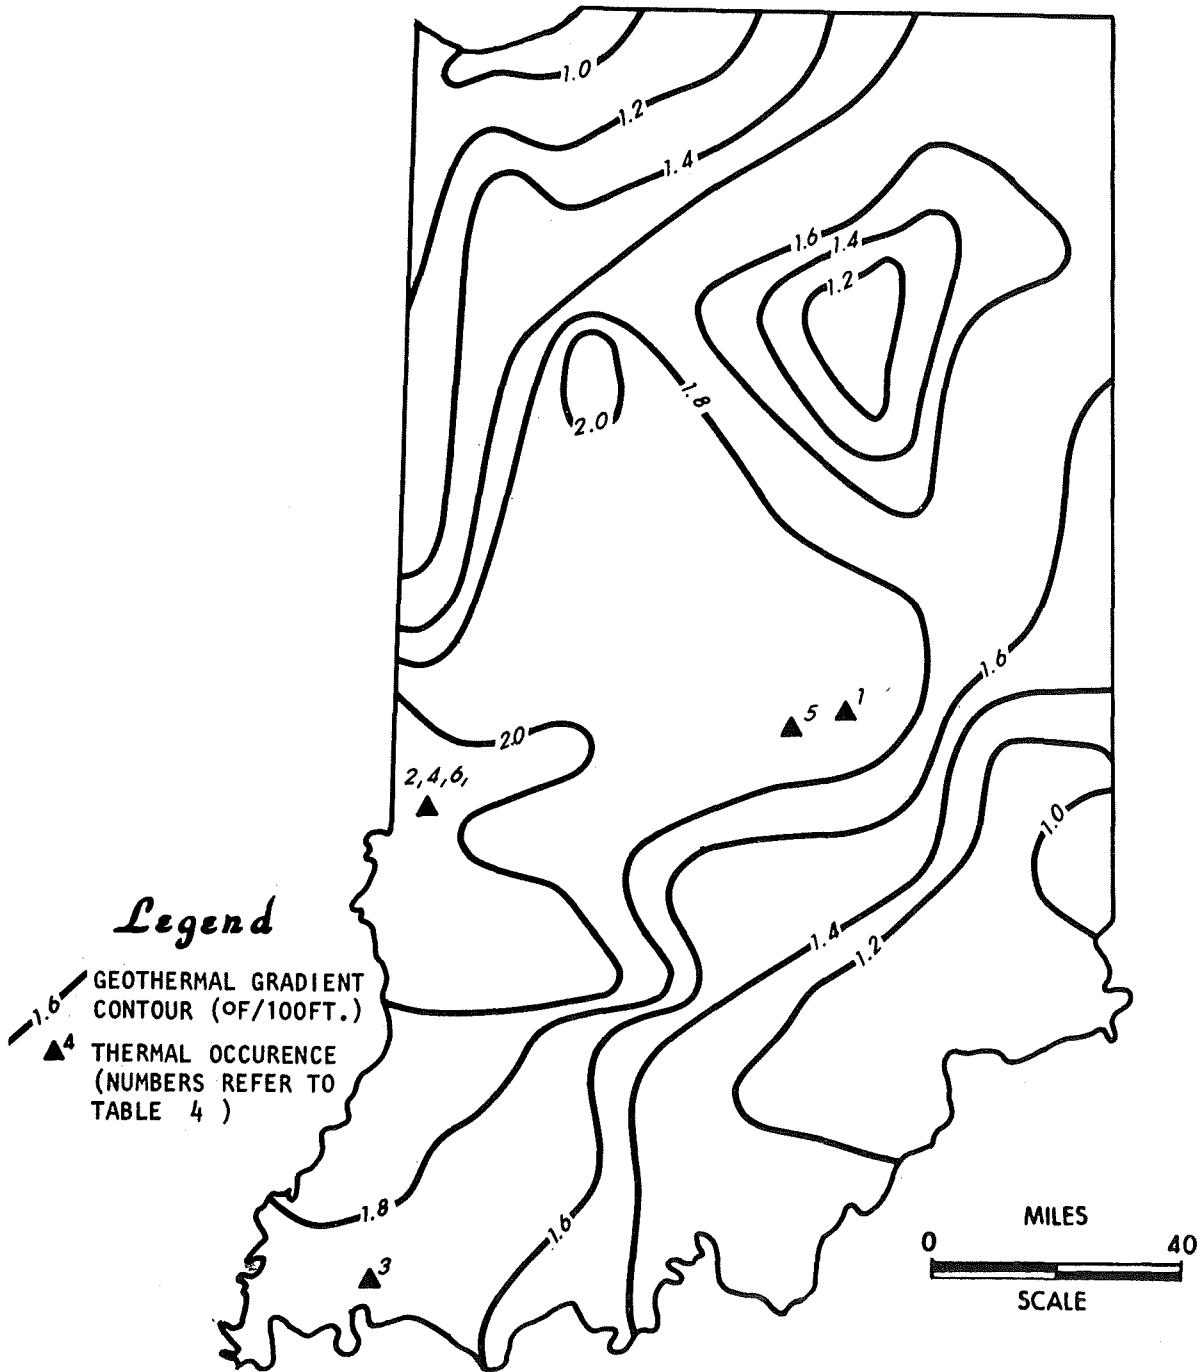 1.0
1.2
1.4
1.6
1.4
1.2
1.8
2.0
1.6
5
1
2.0
2,4,6,
1.0
Legend
1.4
1.2
1.6
GEOTHERMAL GRADIENT
CONTOUR (OF/100FT.)
4
THERMAL OCCURENCE
(NUMBERS REFER TO
TABLE 4 )
1.8
1.6
MILES
0 40
SCALE
3